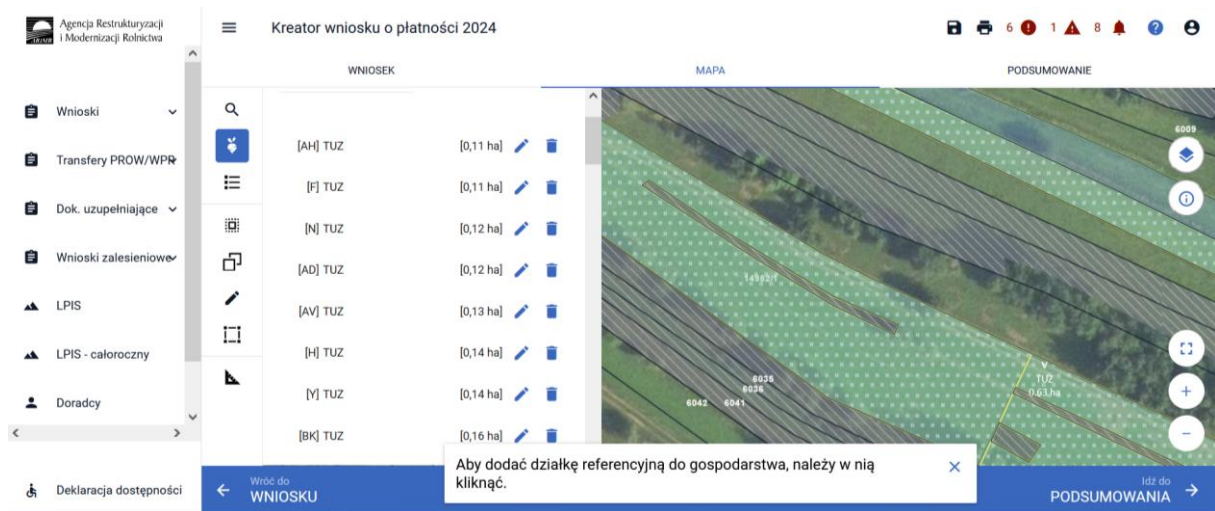 Agencja Restrukturyzacji
i Modernizacji Rolnictwa
ARiMR
Kreator wniosku o płatności 2024
6 1 8
WNIOSEK MAPA PODSUMOWANIE
Wnioski
Transfery PROW/WPR
Dok. uzupełniające
Wnioski zalesieniowe
LPIS
LPIS - całoroczny
Doradcy
Deklaracja dostępności
[AH] TUZ [0,11 ha]
[F] TUZ [0,11 ha]
[N] TUZ [0,12 ha]
[AD] TUZ [0,12 ha]
[AV] TUZ [0,13 ha]
[H] TUZ [0,14 ha]
[Y] TUZ [0,14 ha]
[BK] TUZ [0,16 ha]
6009
6035
6036
6042 6041
V
TUZ
0.63 ha
Aby dodać działkę referencyjną do gospodarstwa, należy w nią
kliknąć.
Wróć do
WNIOSKU
Idź do
PODSUMOWANIA